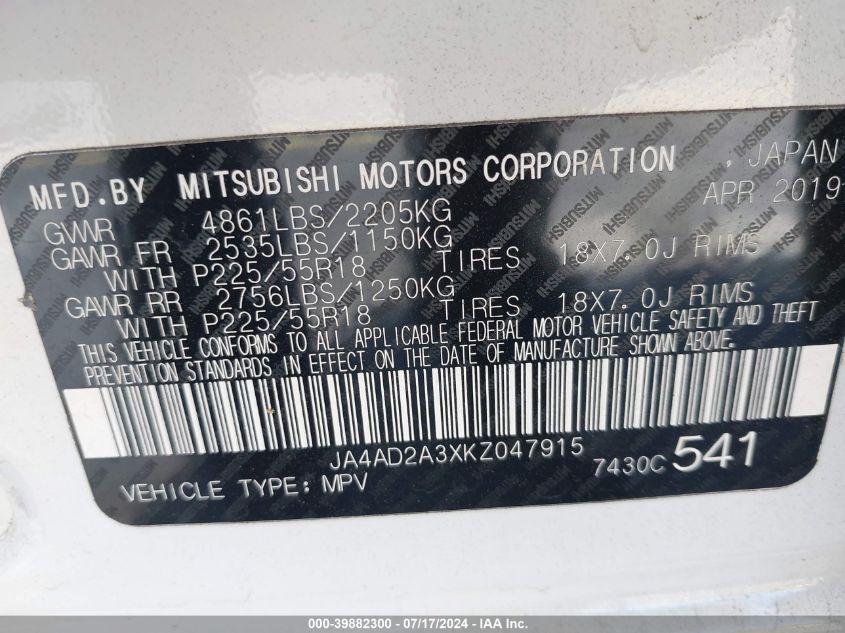 MFD.BY MITSUBISHI MOTORS CORPORATION , JAPAN
APR 2019
GWWR 4861LBS/2205KG
GAWR FR 2535LBS/1150KG
WITH P225/55R18 TIRES 18X7.0J RIMS
GAWR RR 2756LBS/1250KG
WITH P225/55R18 TIRES 18X7.0J RIMS
THIS VEHICLE CONFORMS TO ALL APPLICABLE FEDERAL MOTOR VEHICLE SAFETY AND THEFT
PREVENTION STANDARDS IN EFFECT ON THE DATE OF MANUFACTURE SHOWN ABOVE.
JA4AD2A3XKZ047915
7430C 541
VEHICLE TYPE: MPV
000-39882300 - 07/17/2024 - IAA Inc.